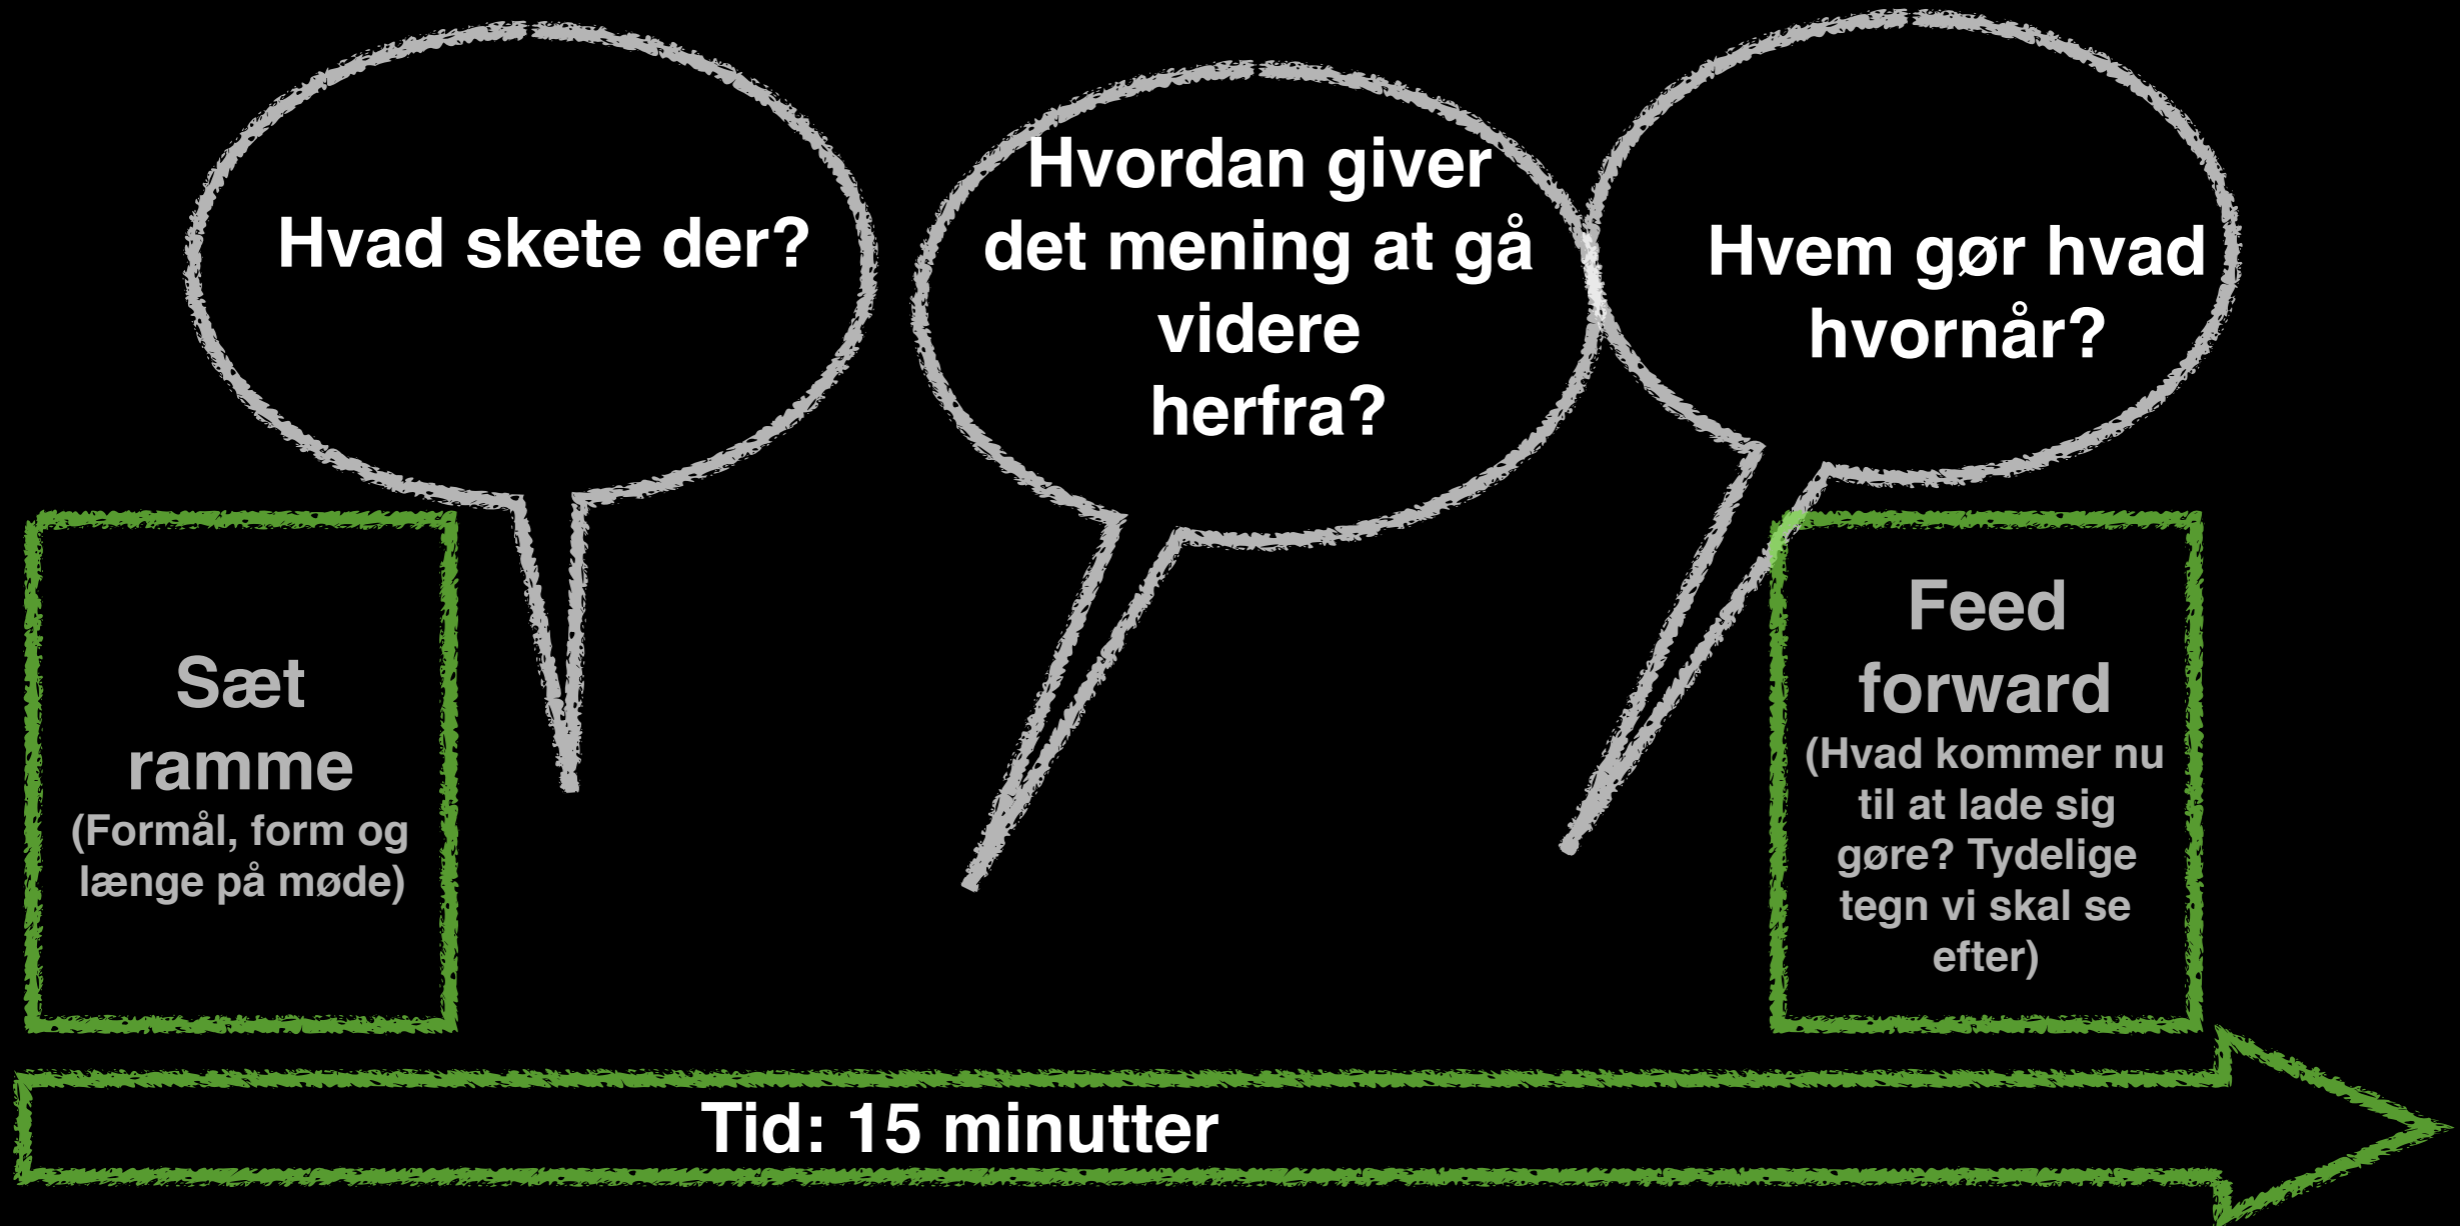 Hvad skete der?
Hvordan giver
det mening at gå
videre
herfra?
Hvem gør hvad
hvornår?
Sæt
ramme
(Formål, form og
længe på møde)
Feed
forward
(Hvad kommer nu
til at lade sig
gøre? Tydelige
tegn vi skal se
efter)
Tid: 15 minutter